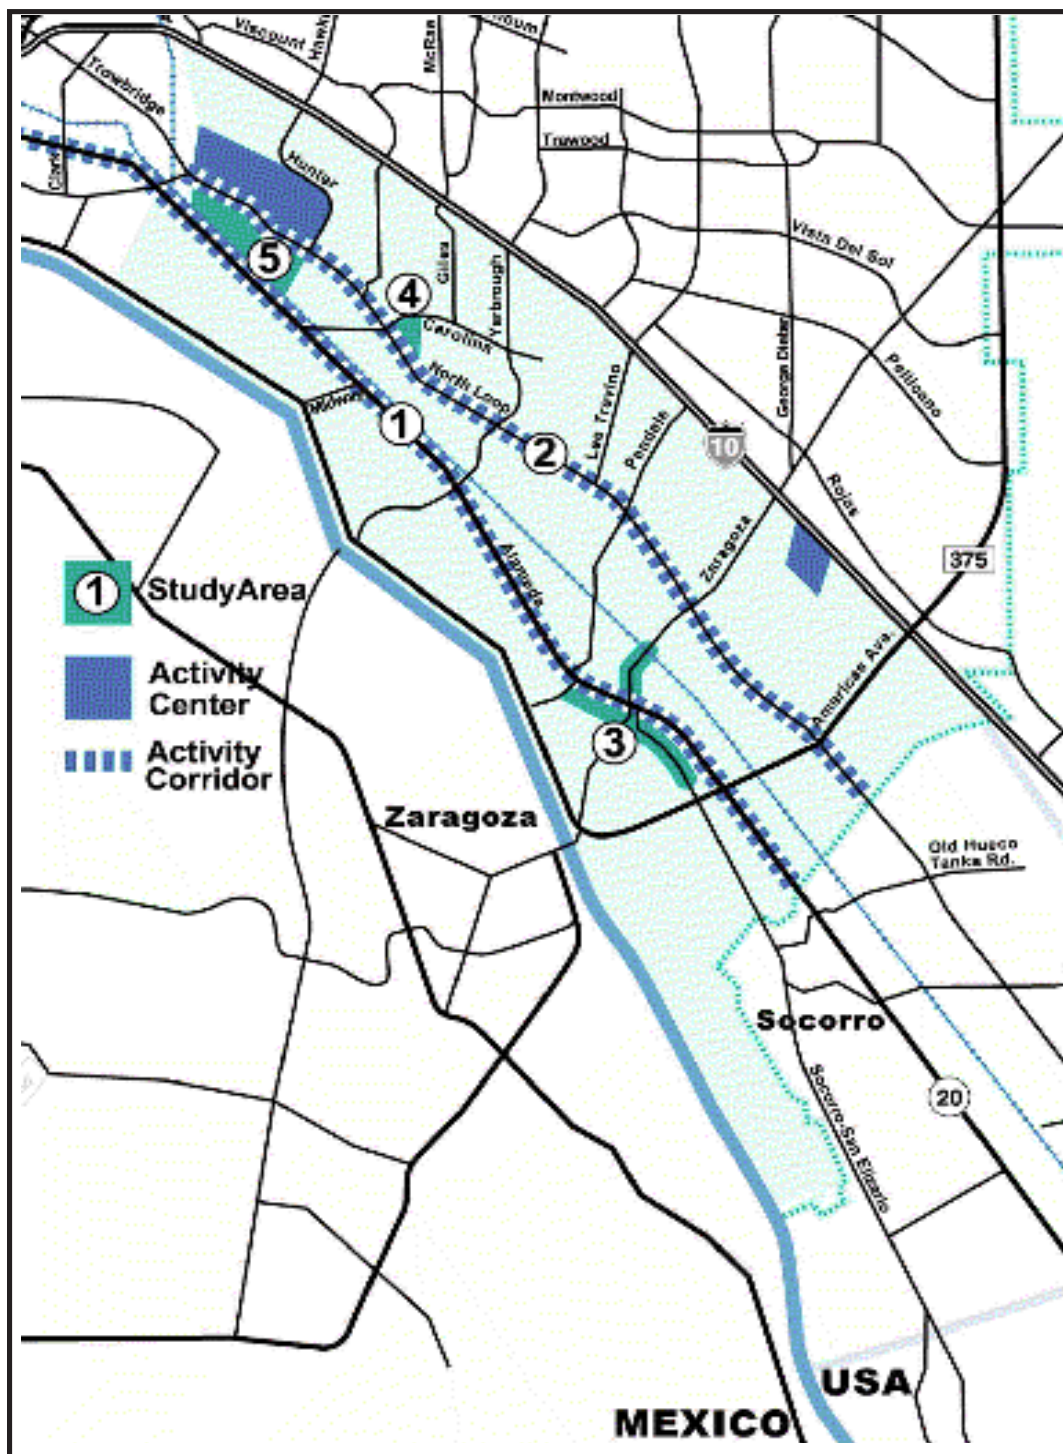 Viscount
Hawk
McRan
Trowbridge
Montwood
Trawood
Clark
Hunter
Vista Del Sol
5
Giles
Yarbrough
4
Carolina
George Dieter
Pellicano
North Loop
Midway
1
Lee Trevino
2
Pendale
10
Rojas
Zaragoza
Alameda
375
1
StudyArea
Activity
Center
Americas Ave.
Activity
Corridor
3
Zaragoza
Old Hueco
Tanks Rd.
Socorro
20
Socorro-San Elizario
USA
MEXICO